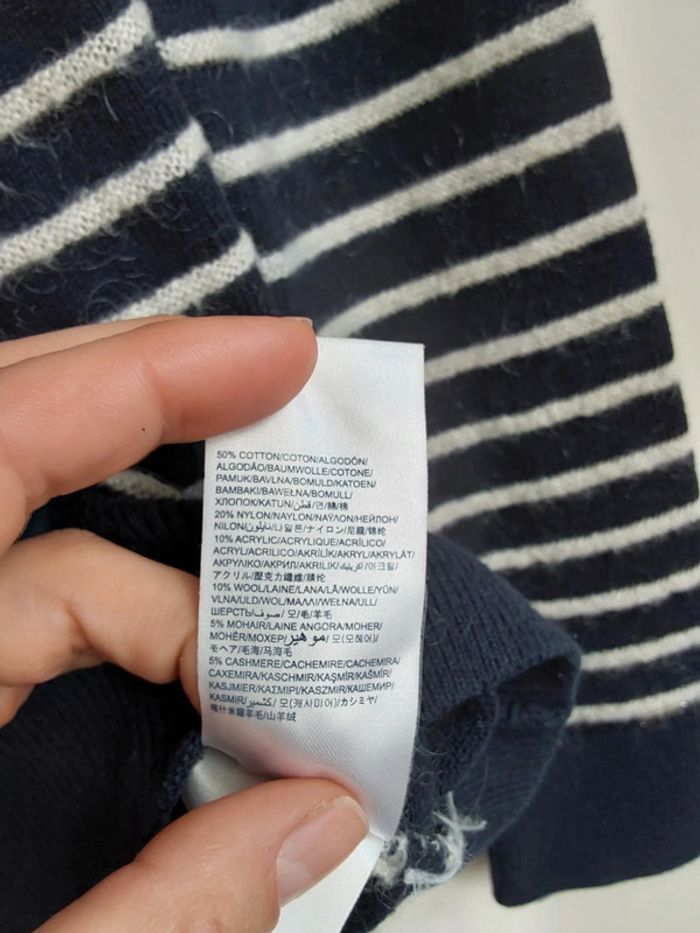 50% COTTON/COTON/ALGODÓN/
ALGODÃO/BAUMWOLLE/COTONE/
PAMUK/BAVLNA/BOMULD/KATOEN/
BAMBAKI/BAWEŁNA/BOMULL/
ХЛОПОК/KATUN/قطن/면/綿/棉
20% NYLON/NAYLON/ΝΑΫΛΟΝ/НЕЙЛОН/
NILON/نايلون/나일론/ナイロン/尼龍/锦纶
10% ACRYLIC/ACRYLIQUE/ACRÍLICO/
ACRYL/ACRILICO/AKRİLİK/AKRYL/AKRYLÁT/
ΑΚΡΥΛΙΚΟ/АКРИЛ/AKRILIK/اكريليك/아크릴/
アクリル/壓克力纖維/腈纶
10% WOOL/LAINE/LANA/LÃ/WOLLE/YÜN/
VLNA/ULD/WOL/ΜΑΛΛΙ/WEŁNA/ULL/
ШЕРСТЬ/صوف/모/毛/羊毛
5% MOHAIR/LAINE ANGORA/MOHER/
MOHÉR/МОХЕР/موهير/모(모헤어)/
モヘア/毛海/马海毛
5% CASHMERE/CACHEMIRE/CACHEMIRA/
CAXEMIRA/KASCHMIR/KAŞMİR/KAŠMÍR/
KASJMIER/ΚΑΣΜΙΡΙ/KASZMIR/КАШЕМИР/
KASMIR/كشمير/모(캐시미어)/カシミヤ/
喀什米爾羊毛/山羊绒